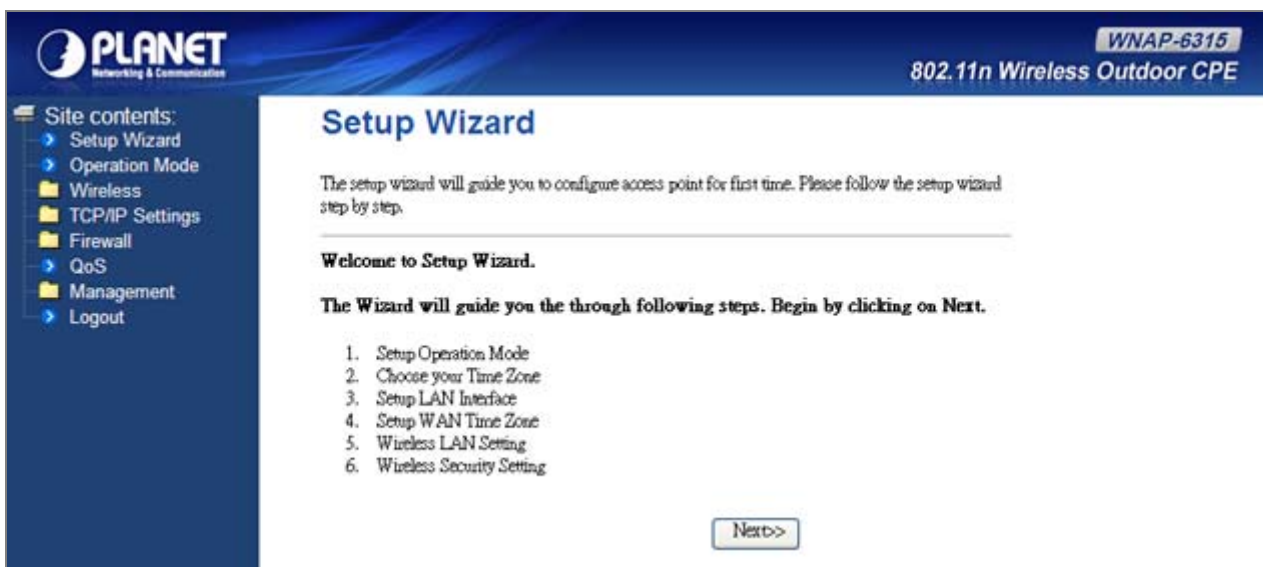 PLANET
Networking & Communication
WNAP-6315
802.11n Wireless Outdoor CPE
Site contents:
Setup Wizard
Operation Mode
Wireless
TCP/IP Settings
Firewall
QoS
Management
Logout
Setup Wizard
The setup wizard will guide you to configure access point for first time. Please follow the setup wizard
step by step.
Welcome to Setup Wizard.
The Wizard will guide you the through following steps. Begin by clicking on Next.
1. Setup Operation Mode
2. Choose your Time Zone
3. Setup LAN Interface
4. Setup WAN Time Zone
5. Wireless LAN Setting
6. Wireless Security Setting
Next>>